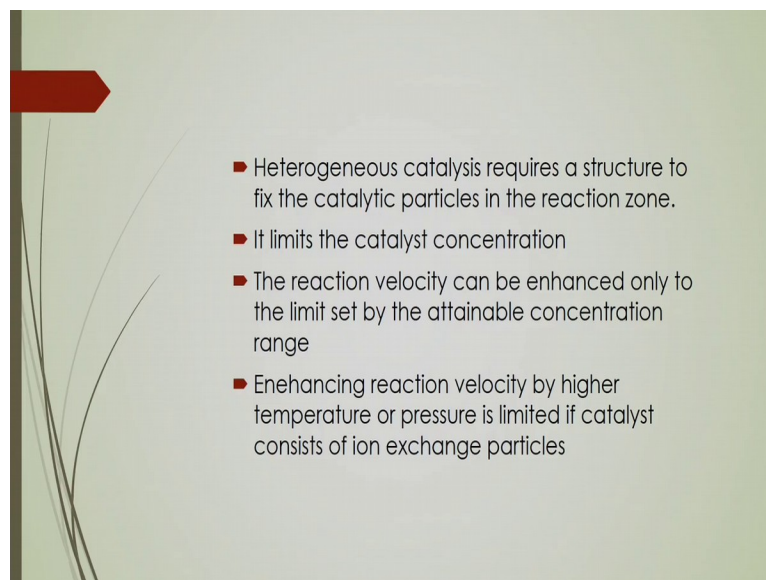 Heterogeneous catalysis requires a structure to
fix the catalytic particles in the reaction zone.
It limits the catalyst concentration
The reaction velocity can be enhanced only to
the limit set by the attainable concentration
range
Enehancing reaction velocity by higher
temperature or pressure is limited if catalyst
consists of ion exchange particles